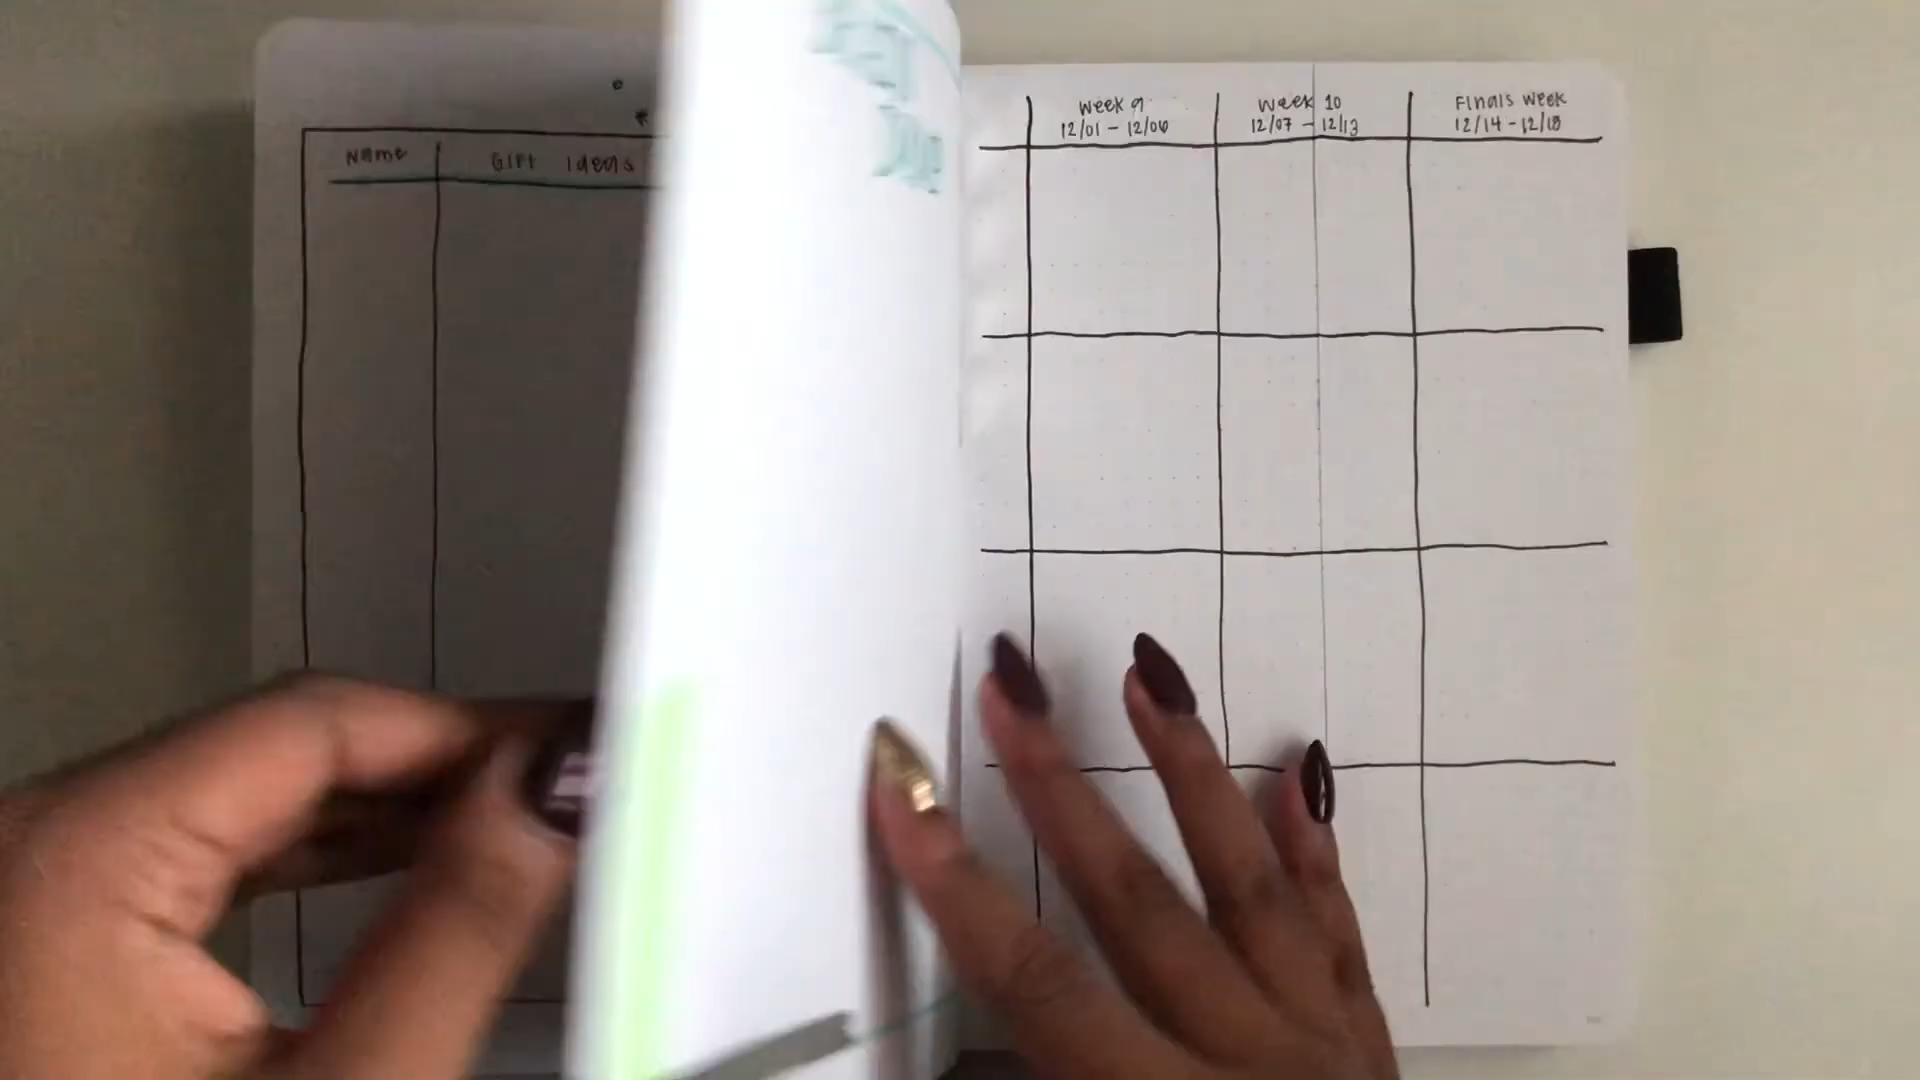 Name
Gift Ideas
Week 9
12/01 - 12/06
Week 10
12/07 - 12/13
Finals Week
12/14 - 12/18